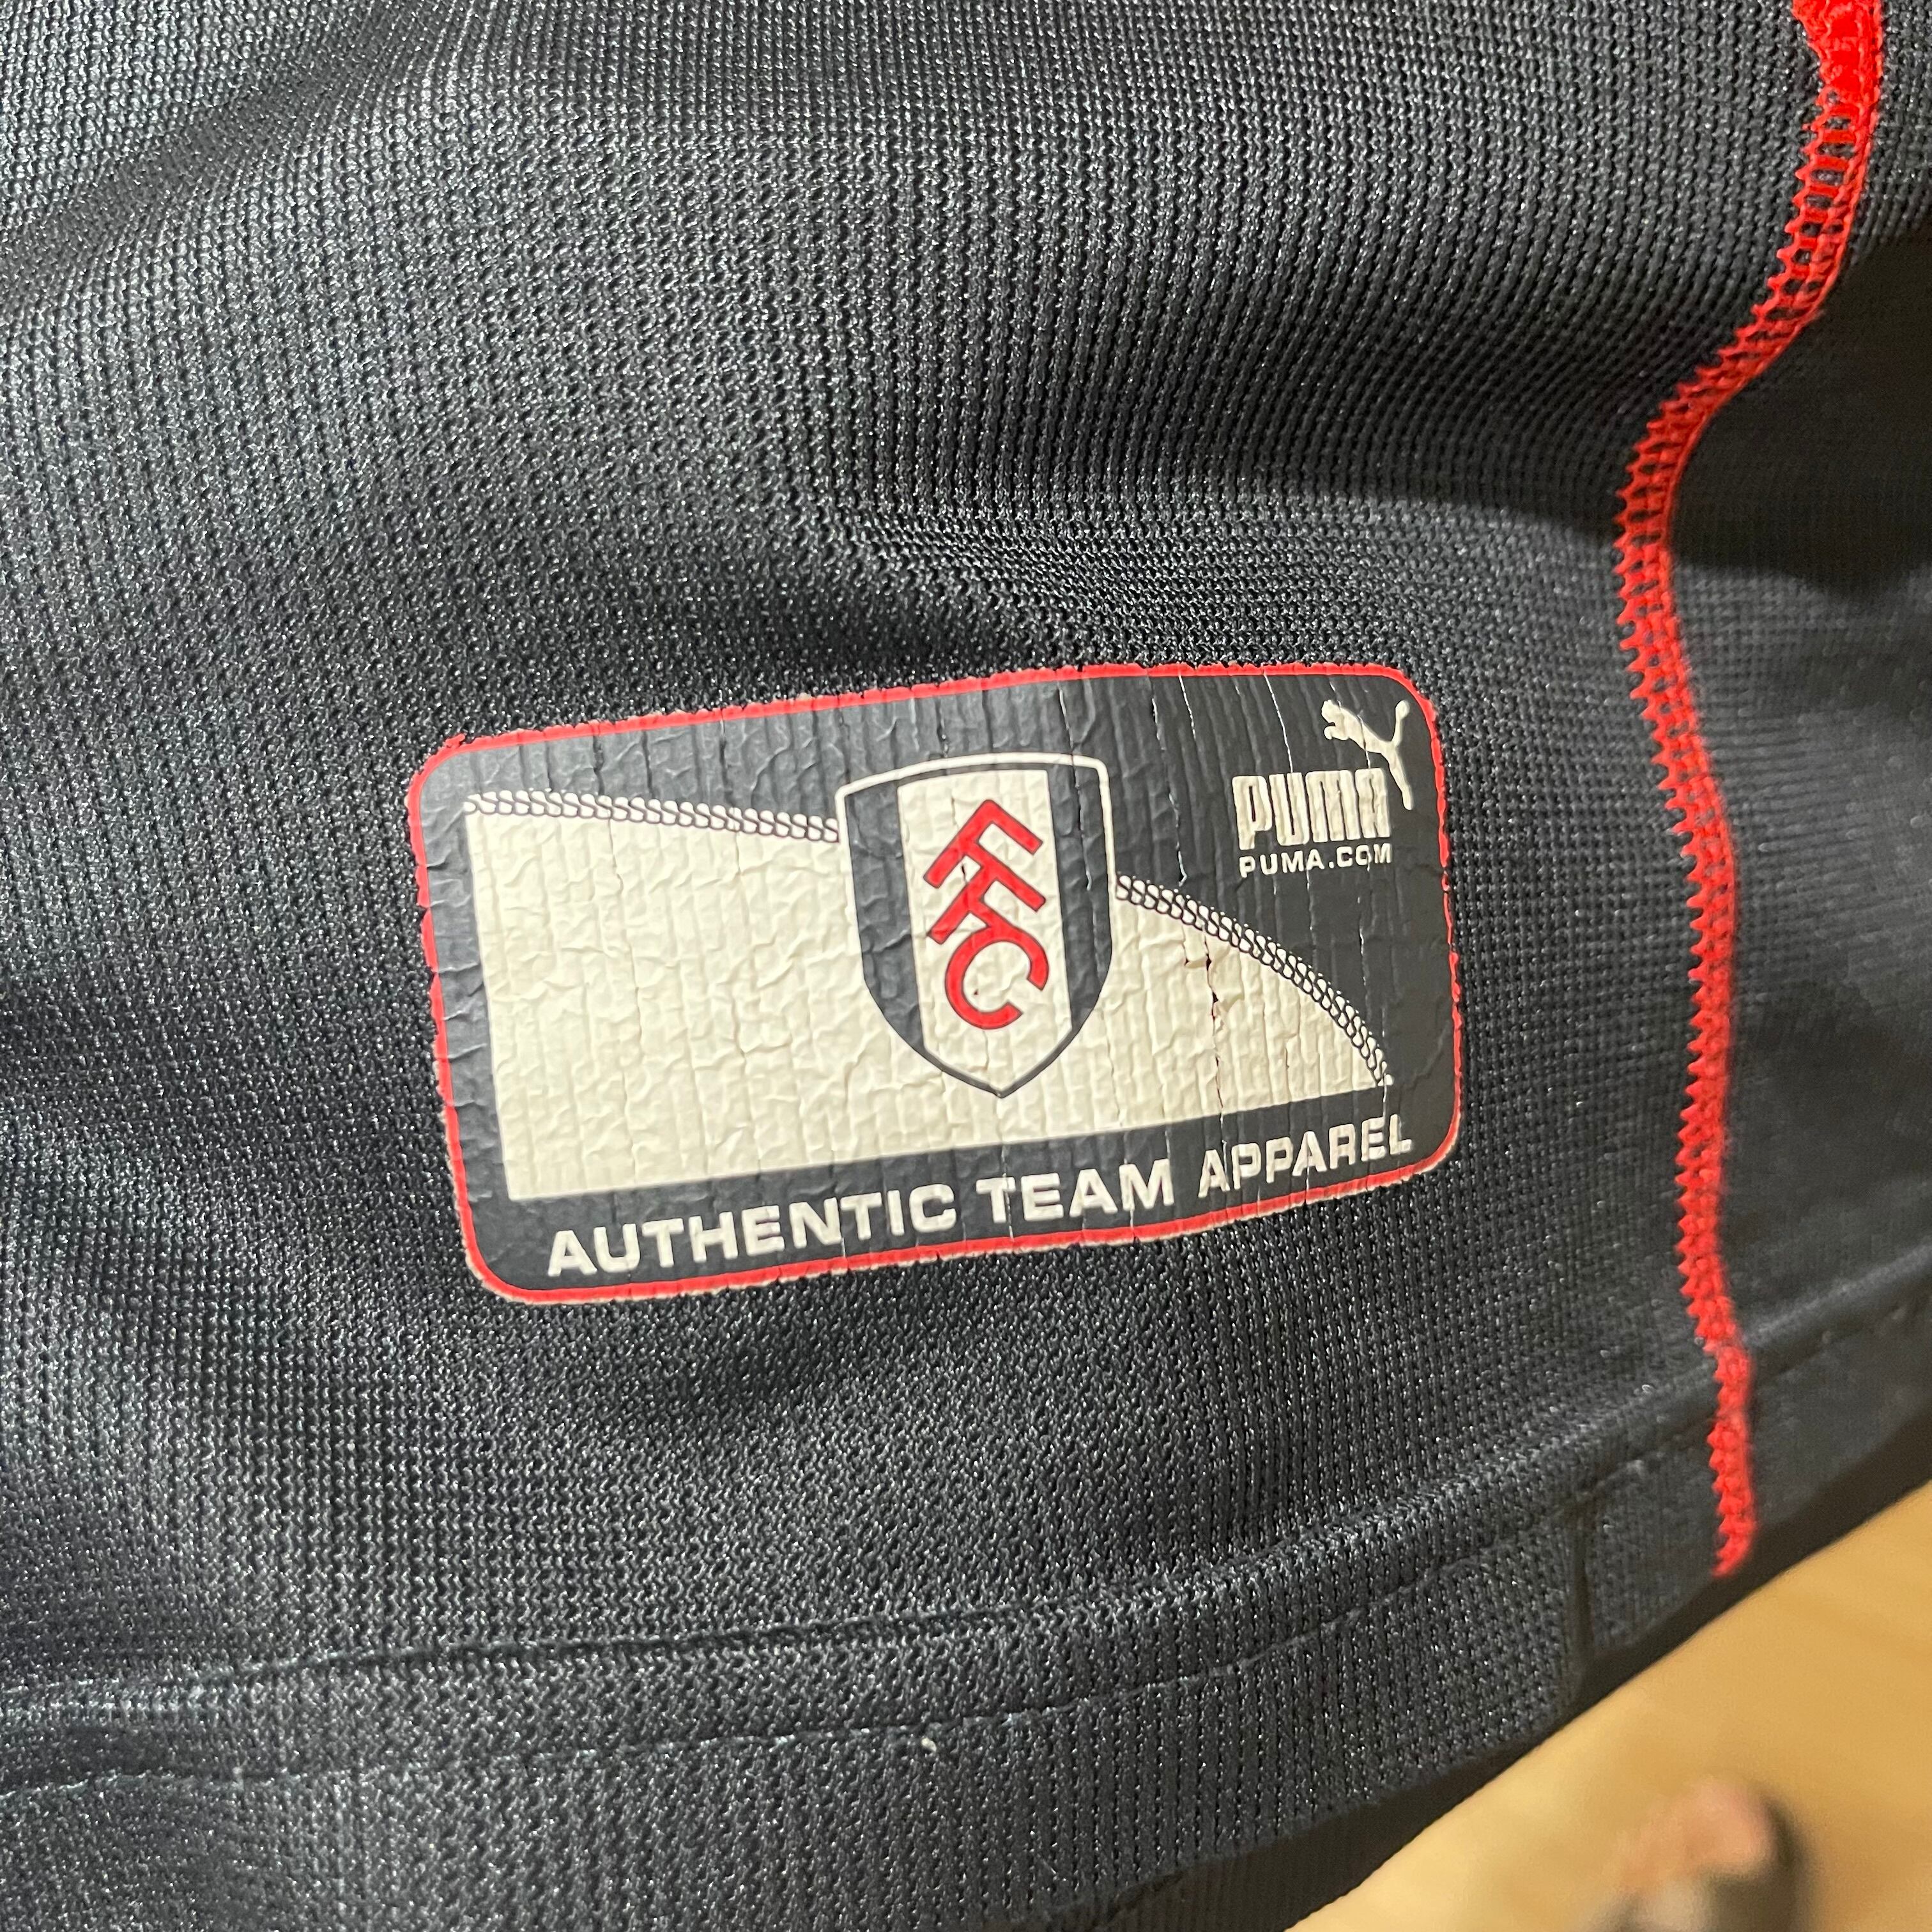 PUMA
PUMA.COM
FFC
AUTHENTIC TEAM APPAREL